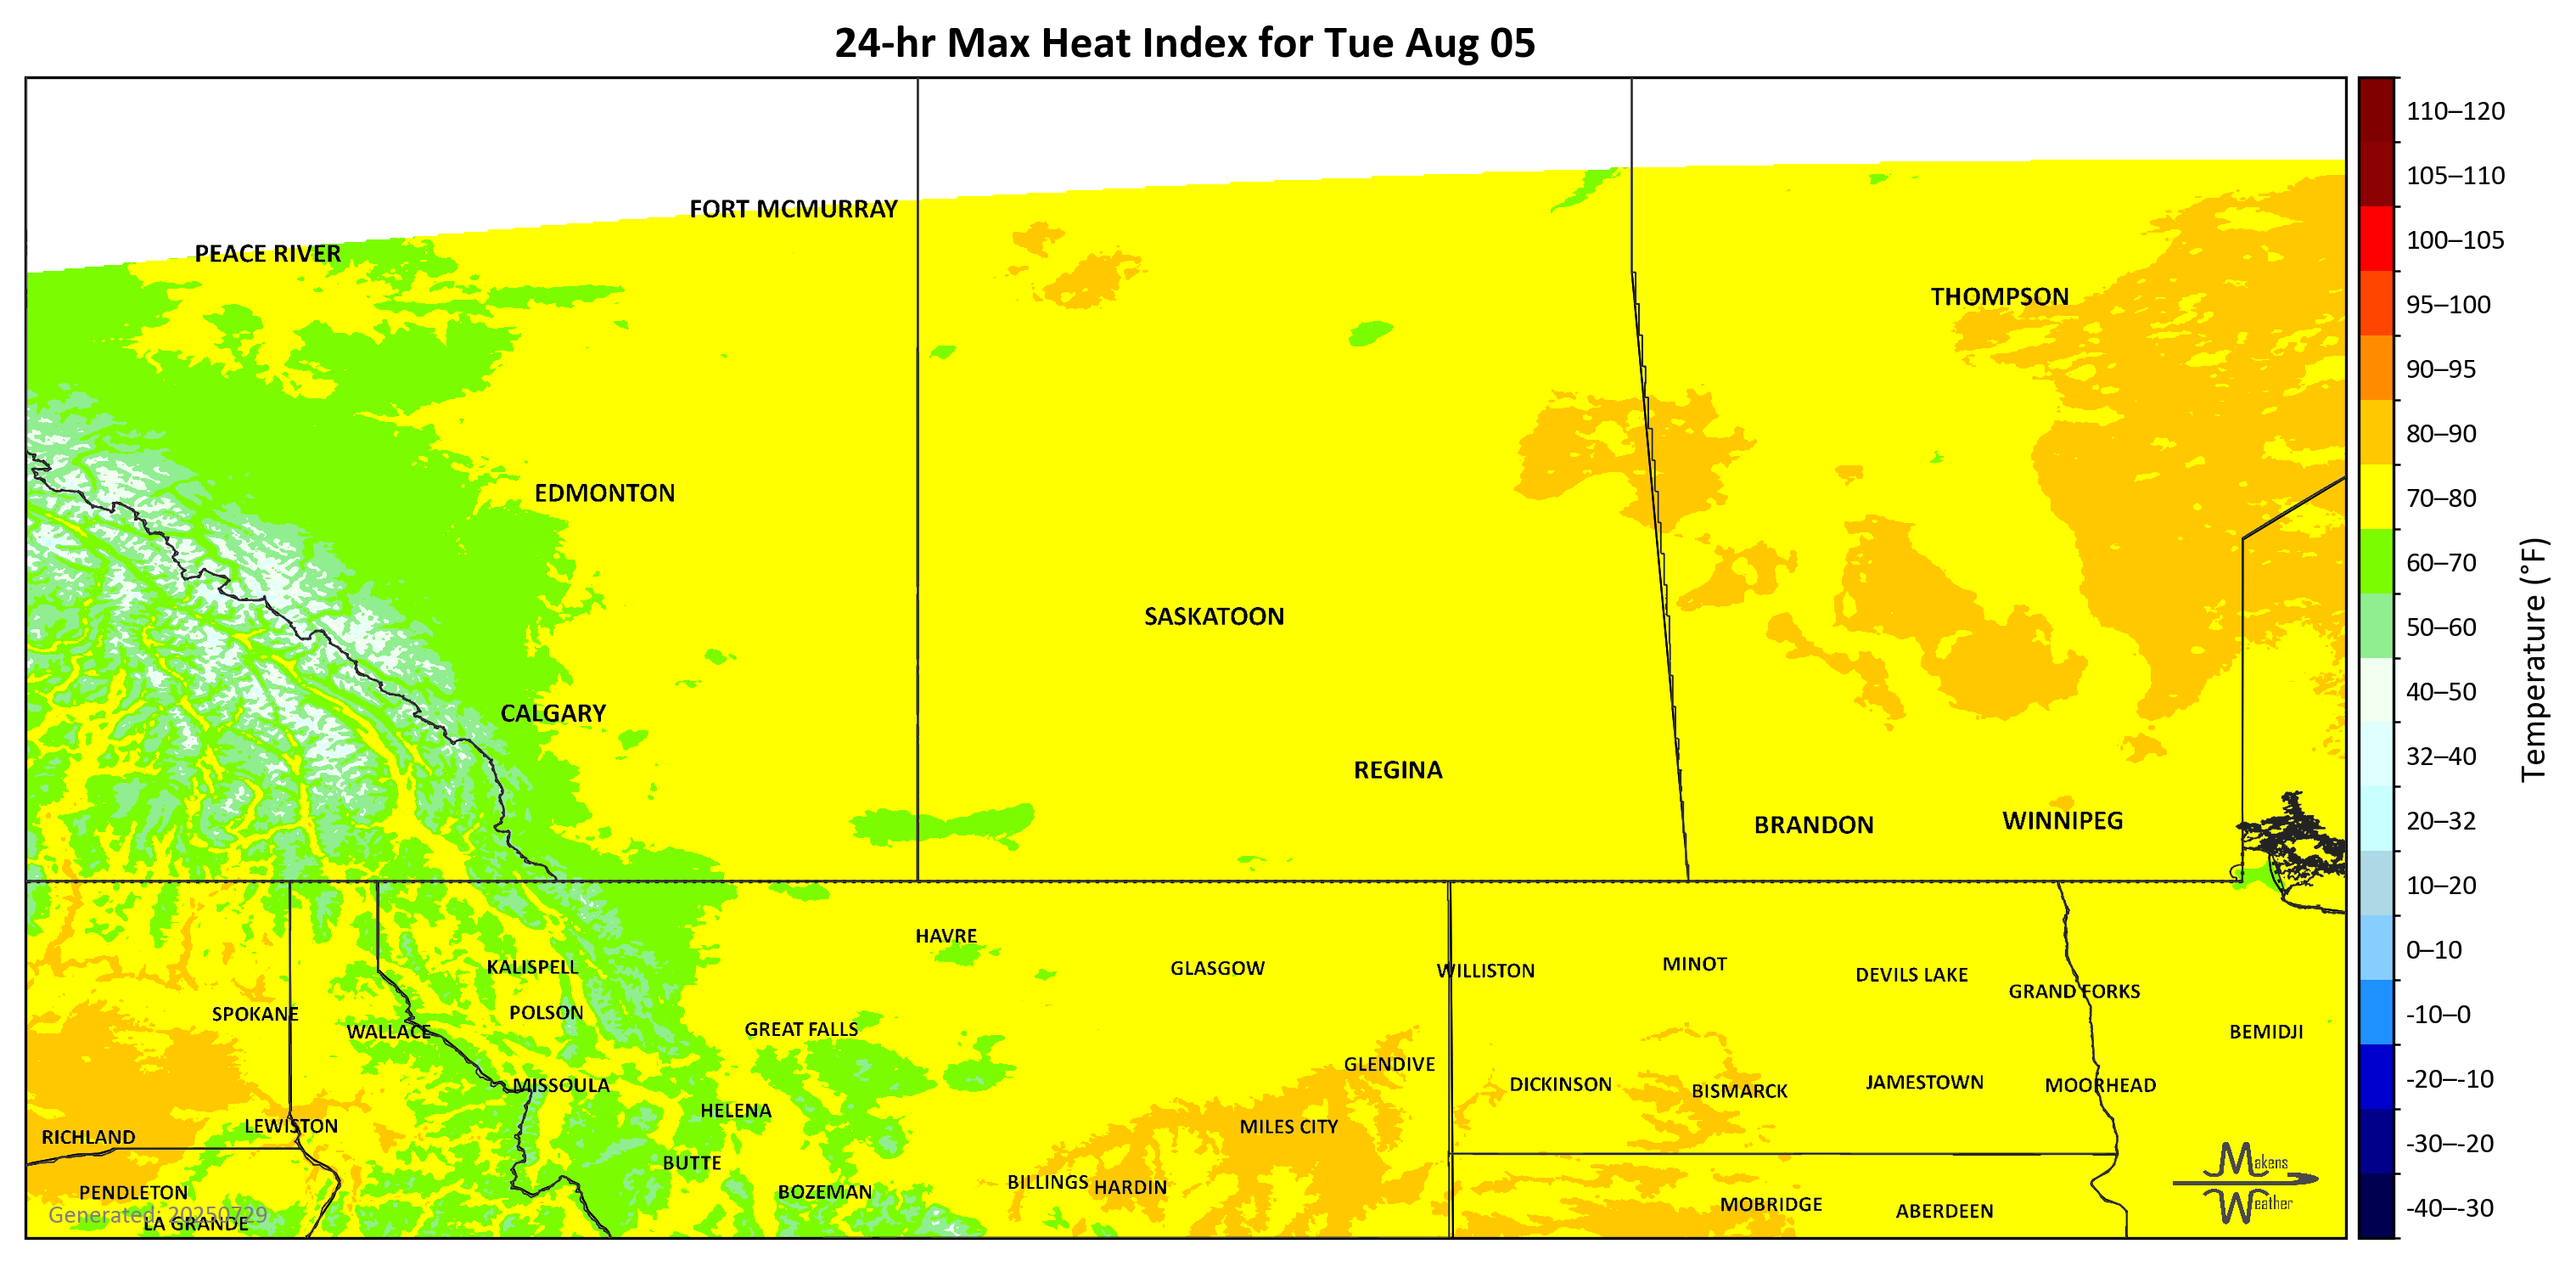 24-hr Max Heat Index for Tue Aug 05
110–120
105–110
100–105
95–100
90–95
80–90
70–80
60–70
50–60
40–50
32–40
20–32
10–20
0–10
-10–0
-20–-10
-30–-20
-40–-30
Temperature (°F)
FORT MCMURRAY
PEACE RIVER
THOMPSON
EDMONTON
SASKATOON
CALGARY
REGINA
BRANDON
WINNIPEG
HAVRE
KALISPELL
GLASGOW
WILLISTON
MINOT
DEVILS LAKE
GRAND FORKS
SPOKANE
POLSON
WALLACE
GREAT FALLS
BEMIDJI
GLENDIVE
MISSOULA
DICKINSON
BISMARCK
JAMESTOWN
MOORHEAD
HELENA
LEWISTON
MILES CITY
RICHLAND
BUTTE
BILLINGS
HARDIN
PENDLETON
BOZEMAN
MOBRIDGE
ABERDEEN
LA GRANDE
Generated: 20250729
Makens
Weather